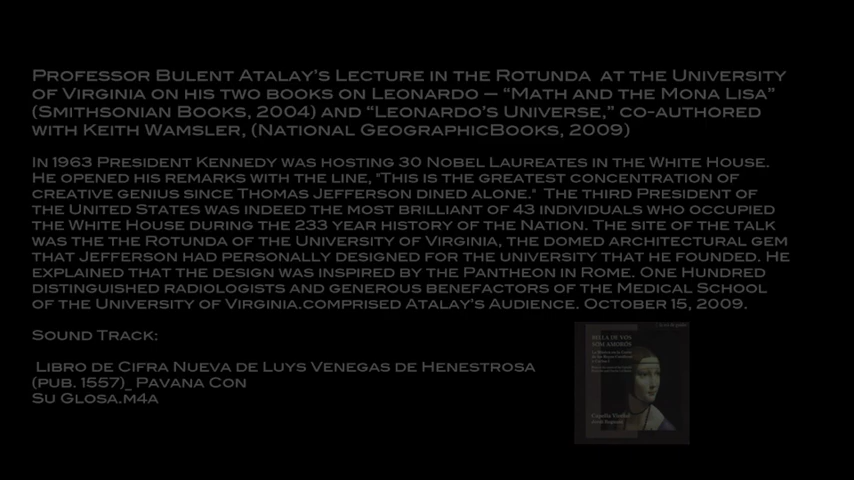 Professor Bulent Atalay's Lecture in the Rotunda at the University
of Virginia on his two books on Leonardo — "Math and the Mona Lisa"
(Smithsonian Books, 2004) and "Leonardo's Universe," co-authored
with Keith Wamsler, (National GeographicBooks, 2009)
In 1963 President Kennedy was hosting 30 Nobel Laureates in the White House.
He opened his remarks with the line, "This is the greatest concentration of
creative genius since Thomas Jefferson dined alone." The third President of
the United States was indeed the most brilliant of 43 individuals who occupied
the White House during the 233 year history of the Nation. The site of the talk
was the the Rotunda of the University of Virginia, the domed architectural gem
that Jefferson had personally designed for the university that he founded. He
explained that the design was inspired by the Pantheon in Rome. One Hundred
distinguished radiologists and generous benefactors of the Medical School
of the University of Virginia.comprised Atalay's Audience. October 15, 2009.
Sound Track:
Libro de Cifra Nueva de Luys Venegas de Henestrosa
(pub. 1557)_ Pavana Con
Su Glosa.m4a
BELLA DE VOS
SOM AMOROS
Capella Virelai
Jordi Reguant